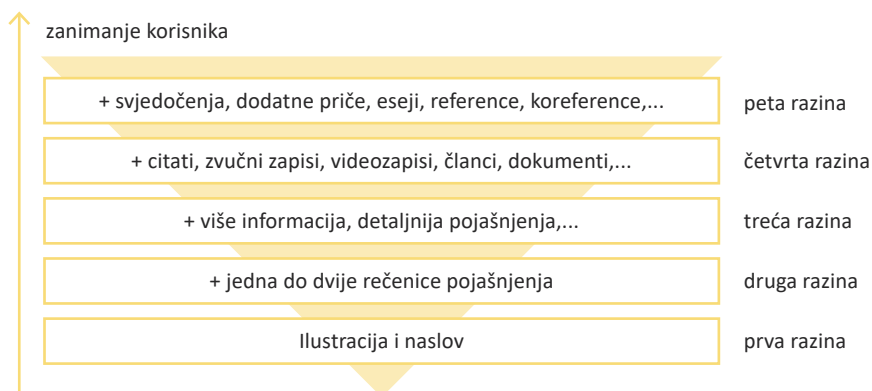 zanimanje korisnika
+ svjedočenja, dodatne priče, eseji, reference, koreference,...
peta razina
+ citati, zvučni zapisi, videozapisi, članci, dokumenti,...
četvrta razina
+ više informacija, detaljnija pojašnjenja,...
treća razina
+ jedna do dvije rečenice pojašnjenja
druga razina
Ilustracija i naslov
prva razina